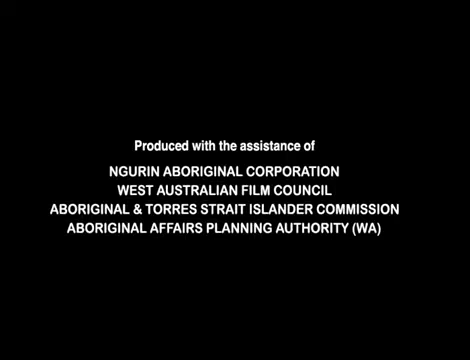 Produced with the assistance of
NGURIN ABORIGINAL CORPORATION
WEST AUSTRALIAN FILM COUNCIL
ABORIGINAL & TORRES STRAIT ISLANDER COMMISSION
ABORIGINAL AFFAIRS PLANNING AUTHORITY (WA)